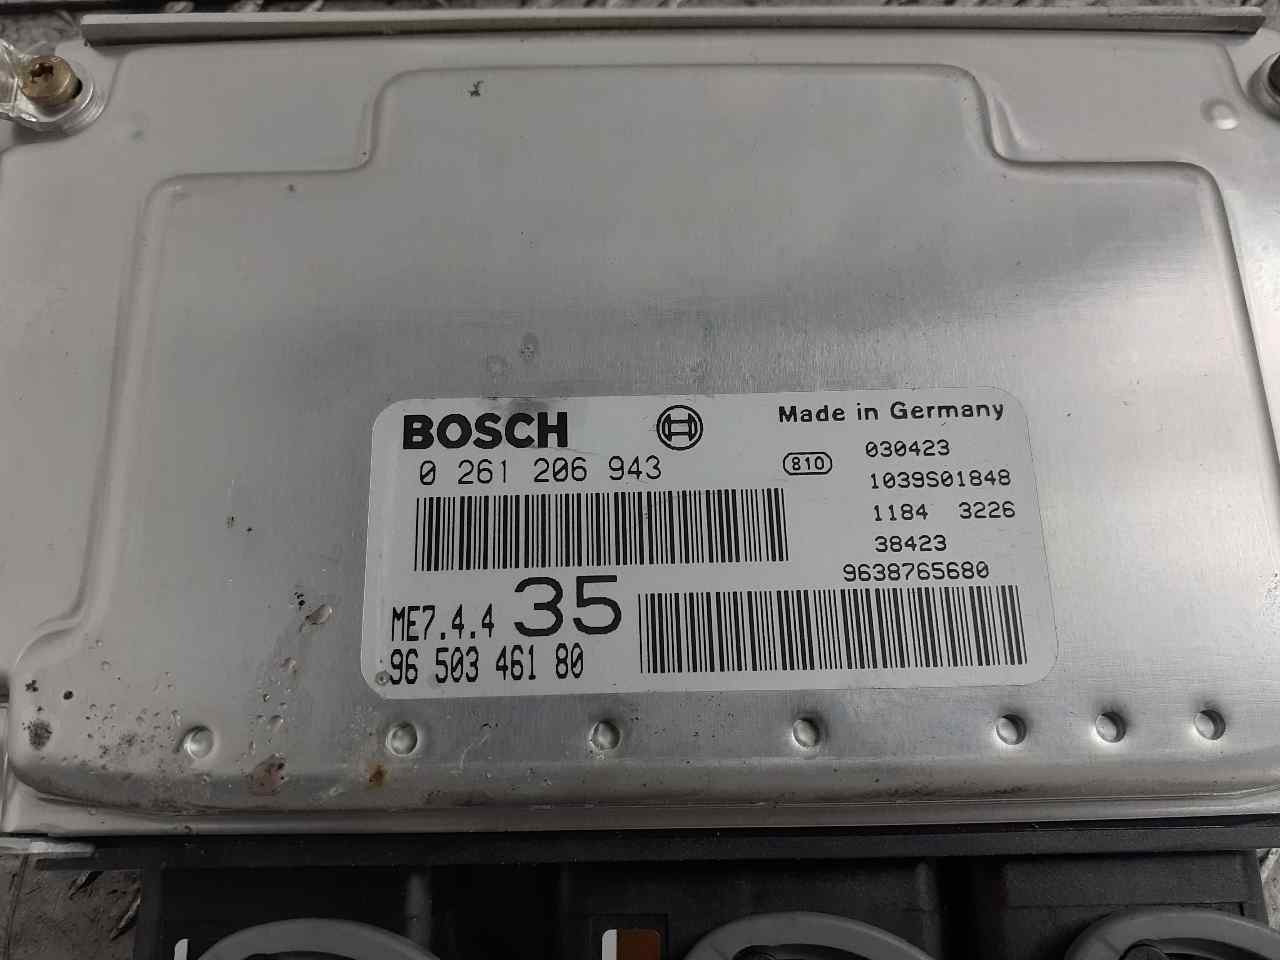 BOSCH
Made in Germany
0 261 206 943
810
030423
1039S01848
1184 3226
38423
9638765680
ME7.4.4 35
96 503 461 80